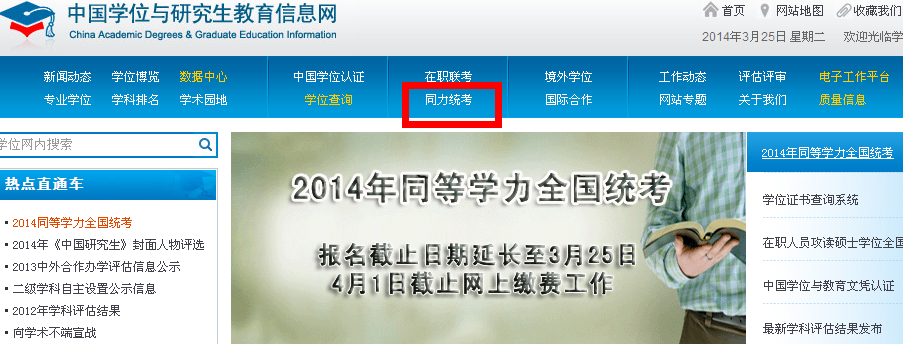 中国学位与研究生教育信息网
China Academic Degrees & Graduate Education Information
首页 网站地图 收藏我们
2014年3月25日 星期二 欢迎光临学
新闻动态 学位博览 数据中心 中国学位认证 在职联考 境外学位 工作动态 评估评审 电子工作平台
专业学位 学科排名 学术园地 学位查询 同力统考 国际合作 网站专题 关于我们 质量信息
学位网内搜索
热点直通车
2014同等学力全国统考
2014年《中国研究生》封面人物评选
2013中外合作办学评估信息公示
二级学科自主设置公示信息
2012年学科评估结果
向学术不端宣战
2014年同等学力全国统考
报名截止日期延长至3月25日
4月1日截止网上缴费工作
2014年同等学力全国统考
学位证书查询系统
在职人员攻读硕士学位全国
中国学位与教育文凭认证
最新学科评估结果发布